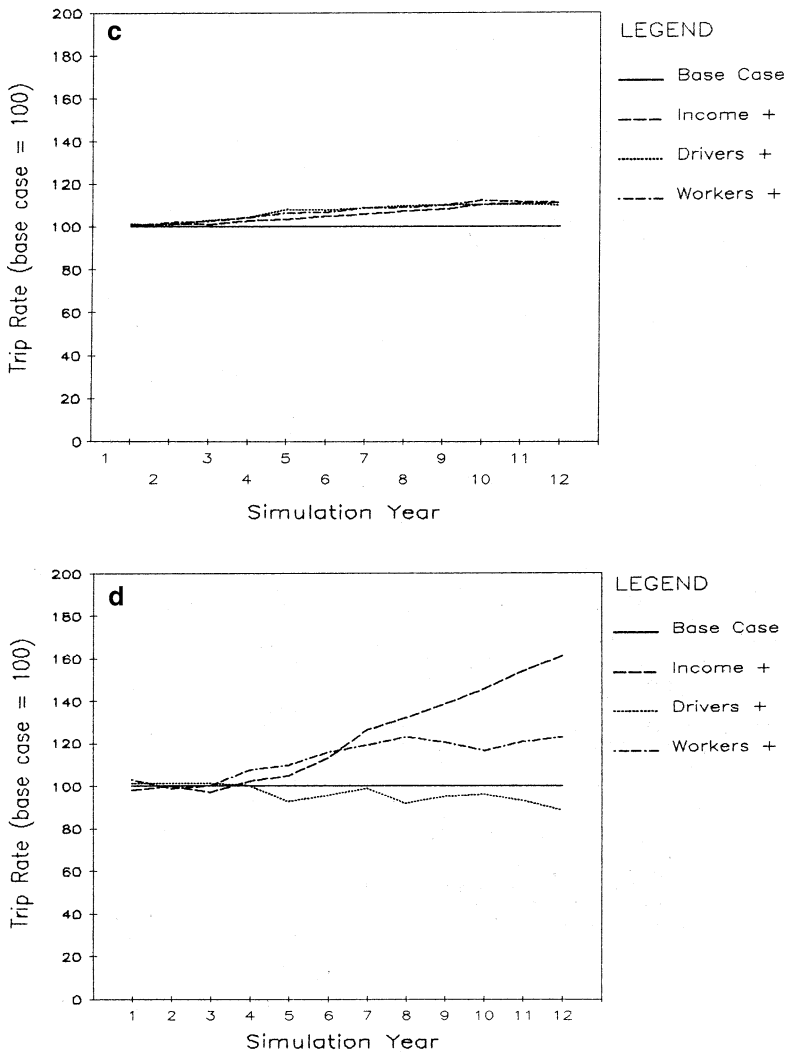 c
200
180
160
140
120
100
80
60
40
20
0
Trip Rate (base case = 100)
1 3 4 5 6 7 8 9 10 11 12
2
Simulation Year
LEGEND
Base Case
Income +
Drivers +
Workers +
d
200
180
160
140
120
100
80
60
40
20
0
Trip Rate (base case = 100)
1 2 3 4 5 6 7 8 9 10 11 12
Simulation Year
LEGEND
Base Case
Income +
Drivers +
Workers +